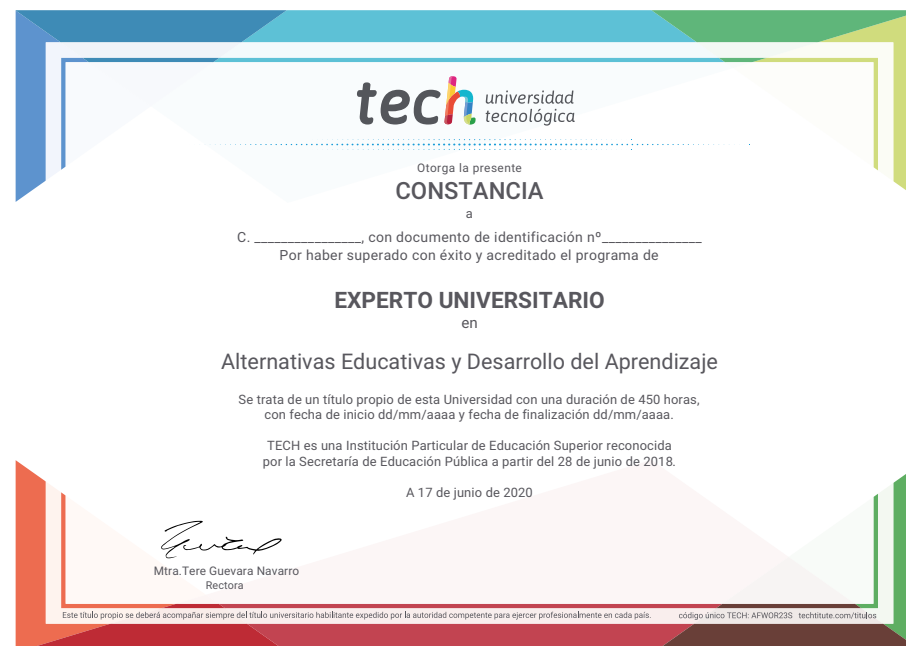 tech universidad
tecnológica
Otorga la presente
CONSTANCIA
a
C. ________________, con documento de identificación nº_______________
Por haber superado con éxito y acreditado el programa de
EXPERTO UNIVERSITARIO
en
Alternativas Educativas y Desarrollo del Aprendizaje
Se trata de un título propio de esta Universidad con una duración de 450 horas,
con fecha de inicio dd/mm/aaaa y fecha de finalización dd/mm/aaaa.
TECH es una Institución Particular de Educación Superior reconocida
por la Secretaría de Educación Pública a partir del 28 de junio de 2018.
A 17 de junio de 2020
Mtra.Tere Guevara Navarro
Rectora
Este título propio se deberá acompañar siempre del título universitario habilitante expedido por la autoridad competente para ejercer profesionalmente en cada país. código único TECH: AFWOR23S techtitute.com/titulos